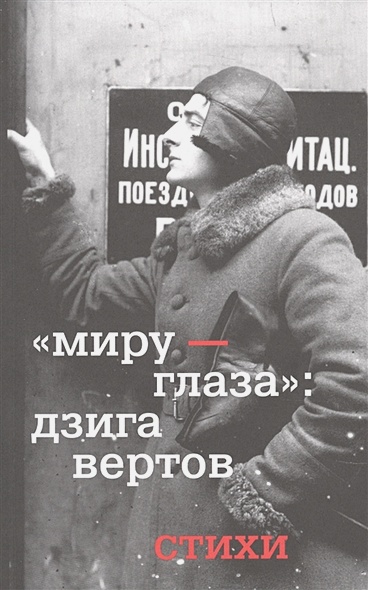 ИНС ИТАЦ.
ПОЕЗД ОДОВ
«миру —
глаза»:
дзига
вертов
стихи